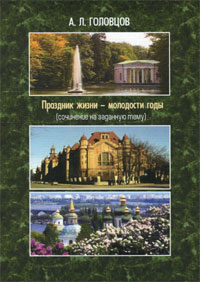 А. Л. ГОЛОВЦОВ
Праздник жизни – молодости годы
(сочинение на заданную тему)